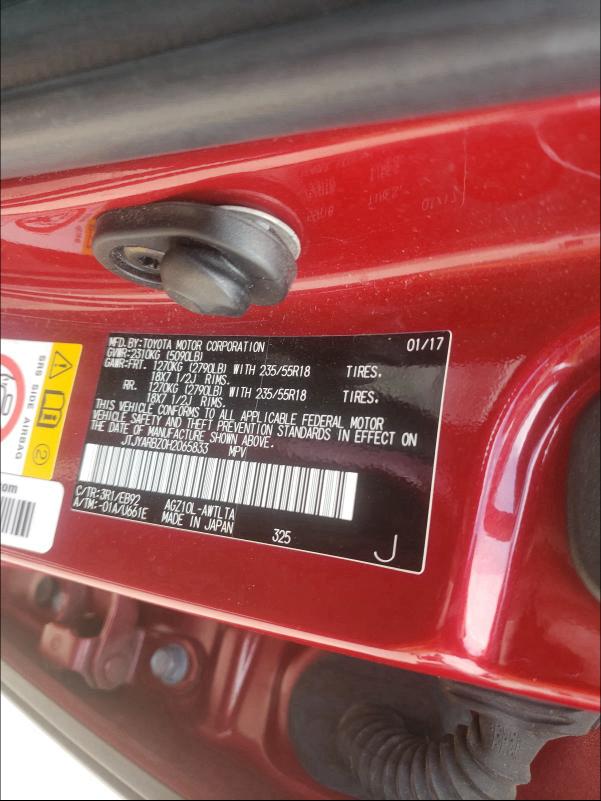 MFD. BY: TOYOTA MOTOR CORPORATION 01/17
GVWR: 2310KG (5090LB)
GAWR: FRT. 1270KG (2790LB) WITH 235/55R18 TIRES.
18X7 1/2J RIMS.
RR. 1270KG (2790LB) WITH 235/55R18 TIRES.
18X7 1/2J RIMS.
THIS VEHICLE CONFORMS TO ALL APPLICABLE FEDERAL MOTOR
VEHICLE SAFETY AND THEFT PREVENTION STANDARDS IN EFFECT ON
THE DATE OF MANUFACTURE SHOWN ABOVE.
JTJYARBZ0H2065833 MPV
C/TR: 3R1/EB92 AGZ10L-AWTLTA
A/TM: -01A/U661E MADE IN JAPAN 325 J
SRS SIDE AIRBAG
2